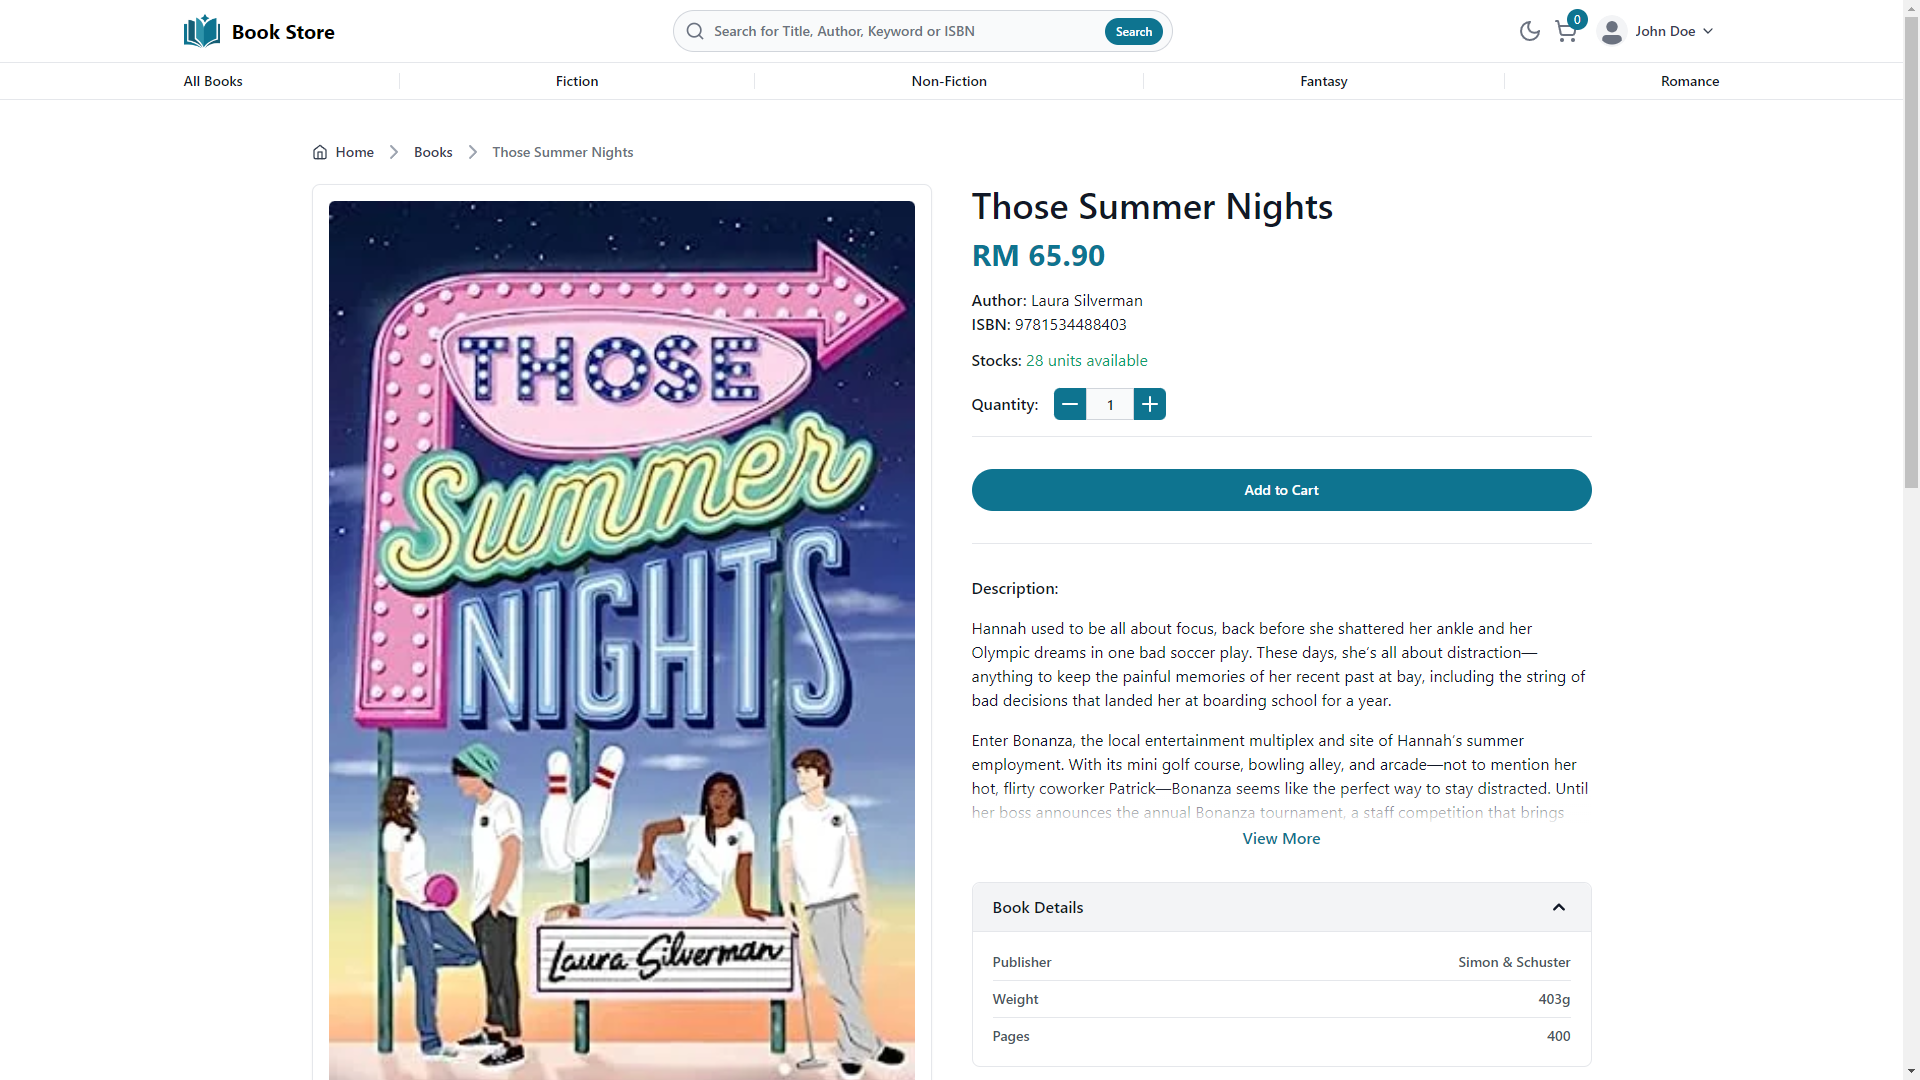 Book Store
Search for Title, Author, Keyword or ISBN
Search
0
John Doe
All Books
Fiction
Non-Fiction
Fantasy
Romance
Home
Books
Those Summer Nights
THOSE
Summer
NIGHTS
Laura Silverman
Those Summer Nights
RM 65.90
Author: Laura Silverman
ISBN: 9781534488403
Stocks: 28 units available
Quantity:
1
Add to Cart
Description:
Hannah used to be all about focus, back before she shattered her ankle and her
Olympic dreams in one bad soccer play. These days, she’s all about distraction—
anything to keep the painful memories of her recent past at bay, including the string of
bad decisions that landed her at boarding school for a year.
Enter Bonanza, the local entertainment multiplex and site of Hannah’s summer
employment. With its mini golf course, bowling alley, and arcade—not to mention her
hot, flirty coworker Patrick—Bonanza seems like the perfect way to stay distracted. Until
her boss announces the annual Bonanza tournament, a staff competition that brings
View More
Book Details
Publisher
Simon & Schuster
Weight
403g
Pages
400